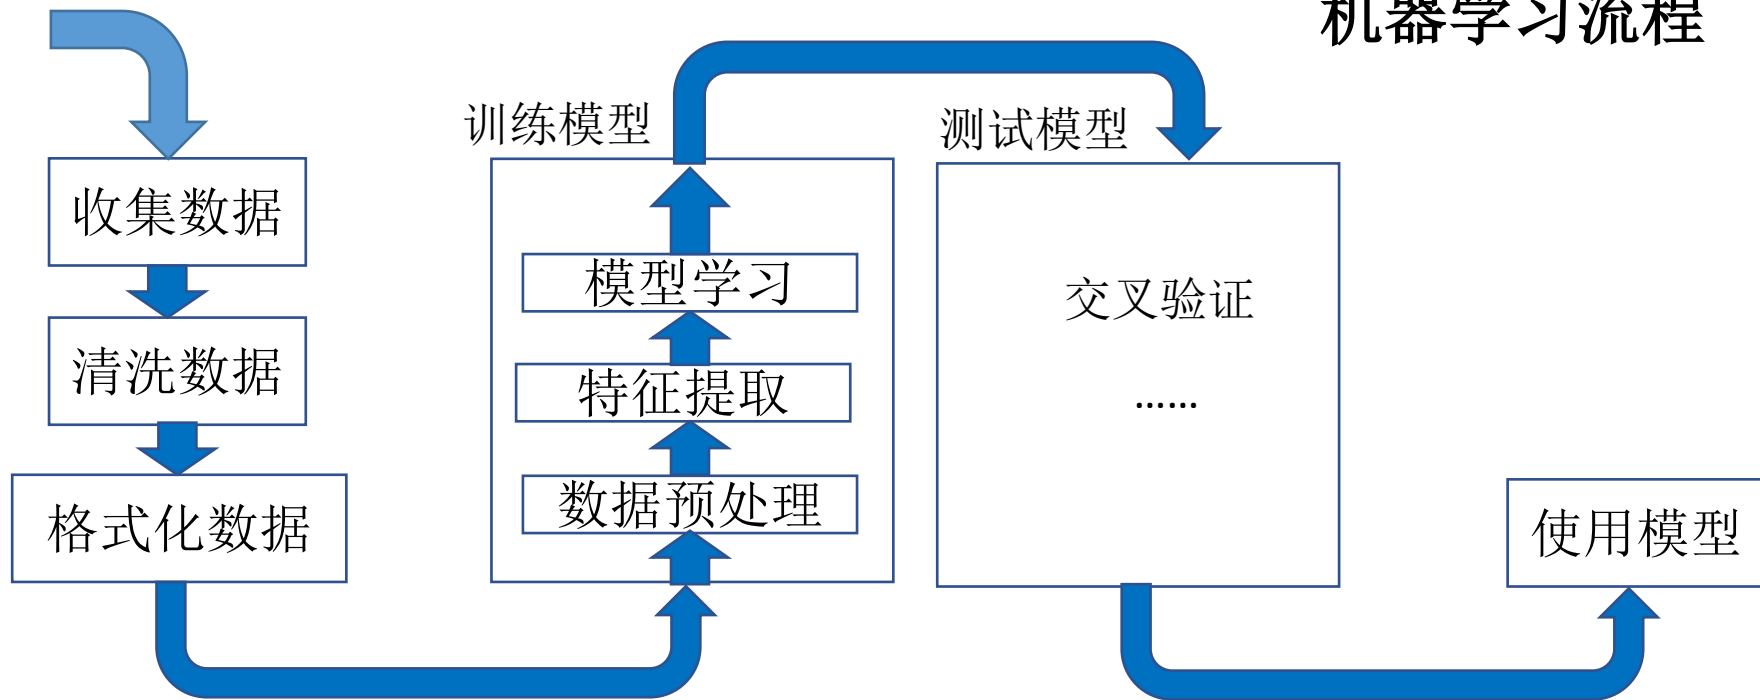 机器学习流程
收集数据
清洗数据
格式化数据
训练模型
模型学习
特征提取
数据预处理
测试模型
交叉验证
......
使用模型